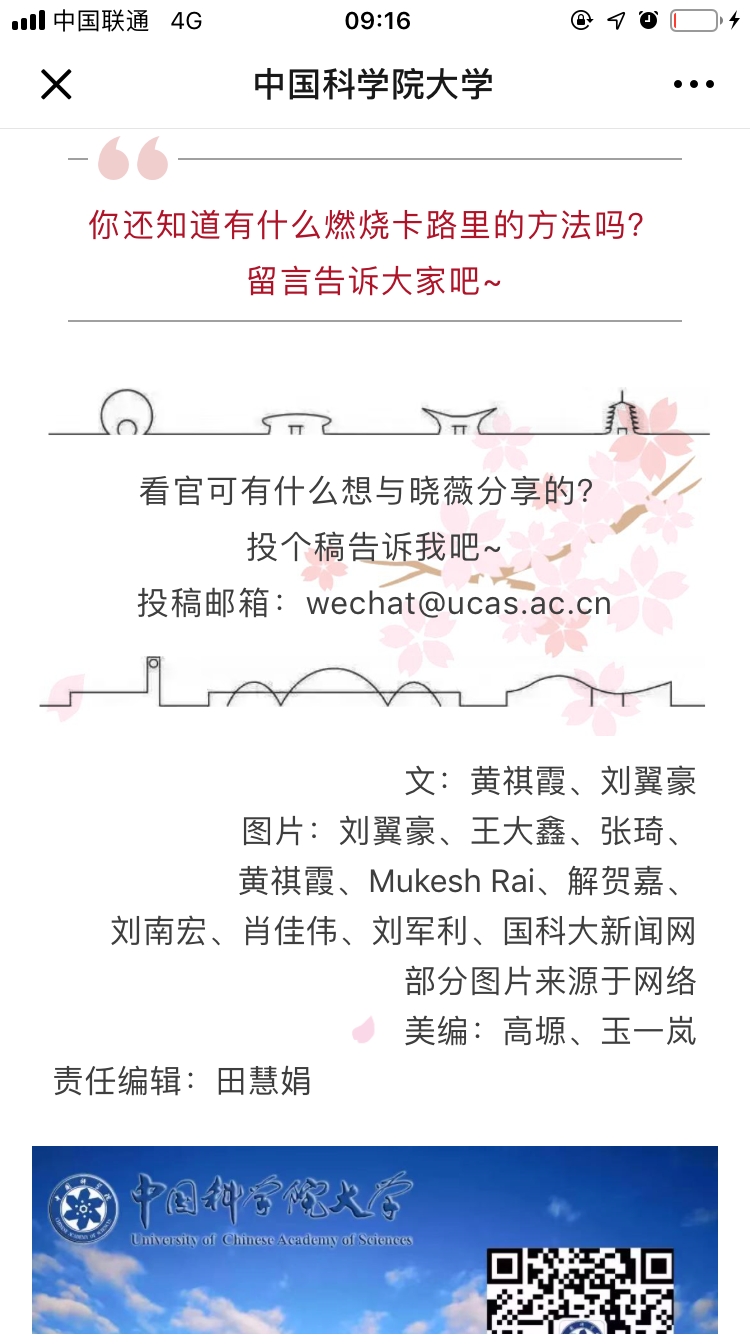 中国联通 4G 09:16
中国科学院大学
你还知道有什么燃烧卡路里的方法吗?
留言告诉大家吧~
看官可有什么想与晓薇分享的?
投个稿告诉我吧~
投稿邮箱：wechat@ucas.ac.cn
文：黄祺霞、刘翼豪
图片：刘翼豪、王大鑫、张琦、
黄祺霞、Mukesh Rai、解贺嘉、
刘南宏、肖佳伟、刘军利、国科大新闻网
部分图片来源于网络
美编：高塬、玉一岚
责任编辑：田慧娟
中国科学院大学
University of Chinese Academy of Sciences